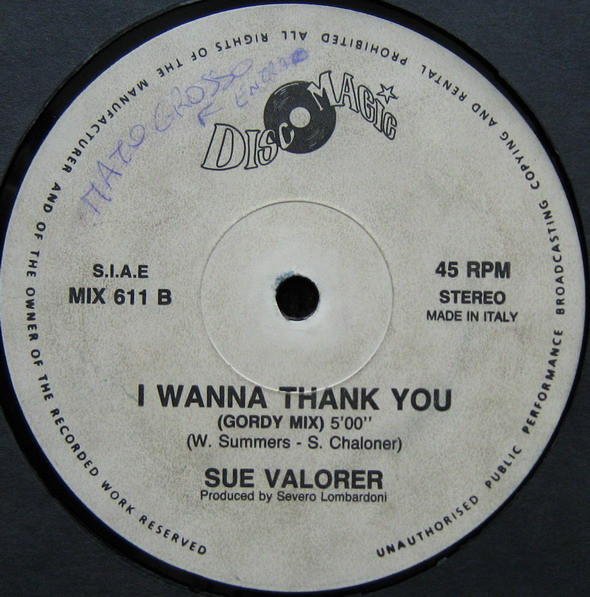 ALL RIGHTS OF THE MANUFACTURER AND OF THE OWNER OF THE RECORDED WORK RESERVED
UNAUTHORISED PUBLIC PERFORMANCE BROADCASTING COPYING AND RENTAL PROHIBITED
MATO GROSSO
DISCO MAGIC
S.I.A.E
MIX 611 B
45 RPM
STEREO
MADE IN ITALY
I WANNA THANK YOU
(GORDY MIX) 5'00''
(W. Summers - S. Chaloner)
SUE VALORER
Produced by Severo Lombardoni